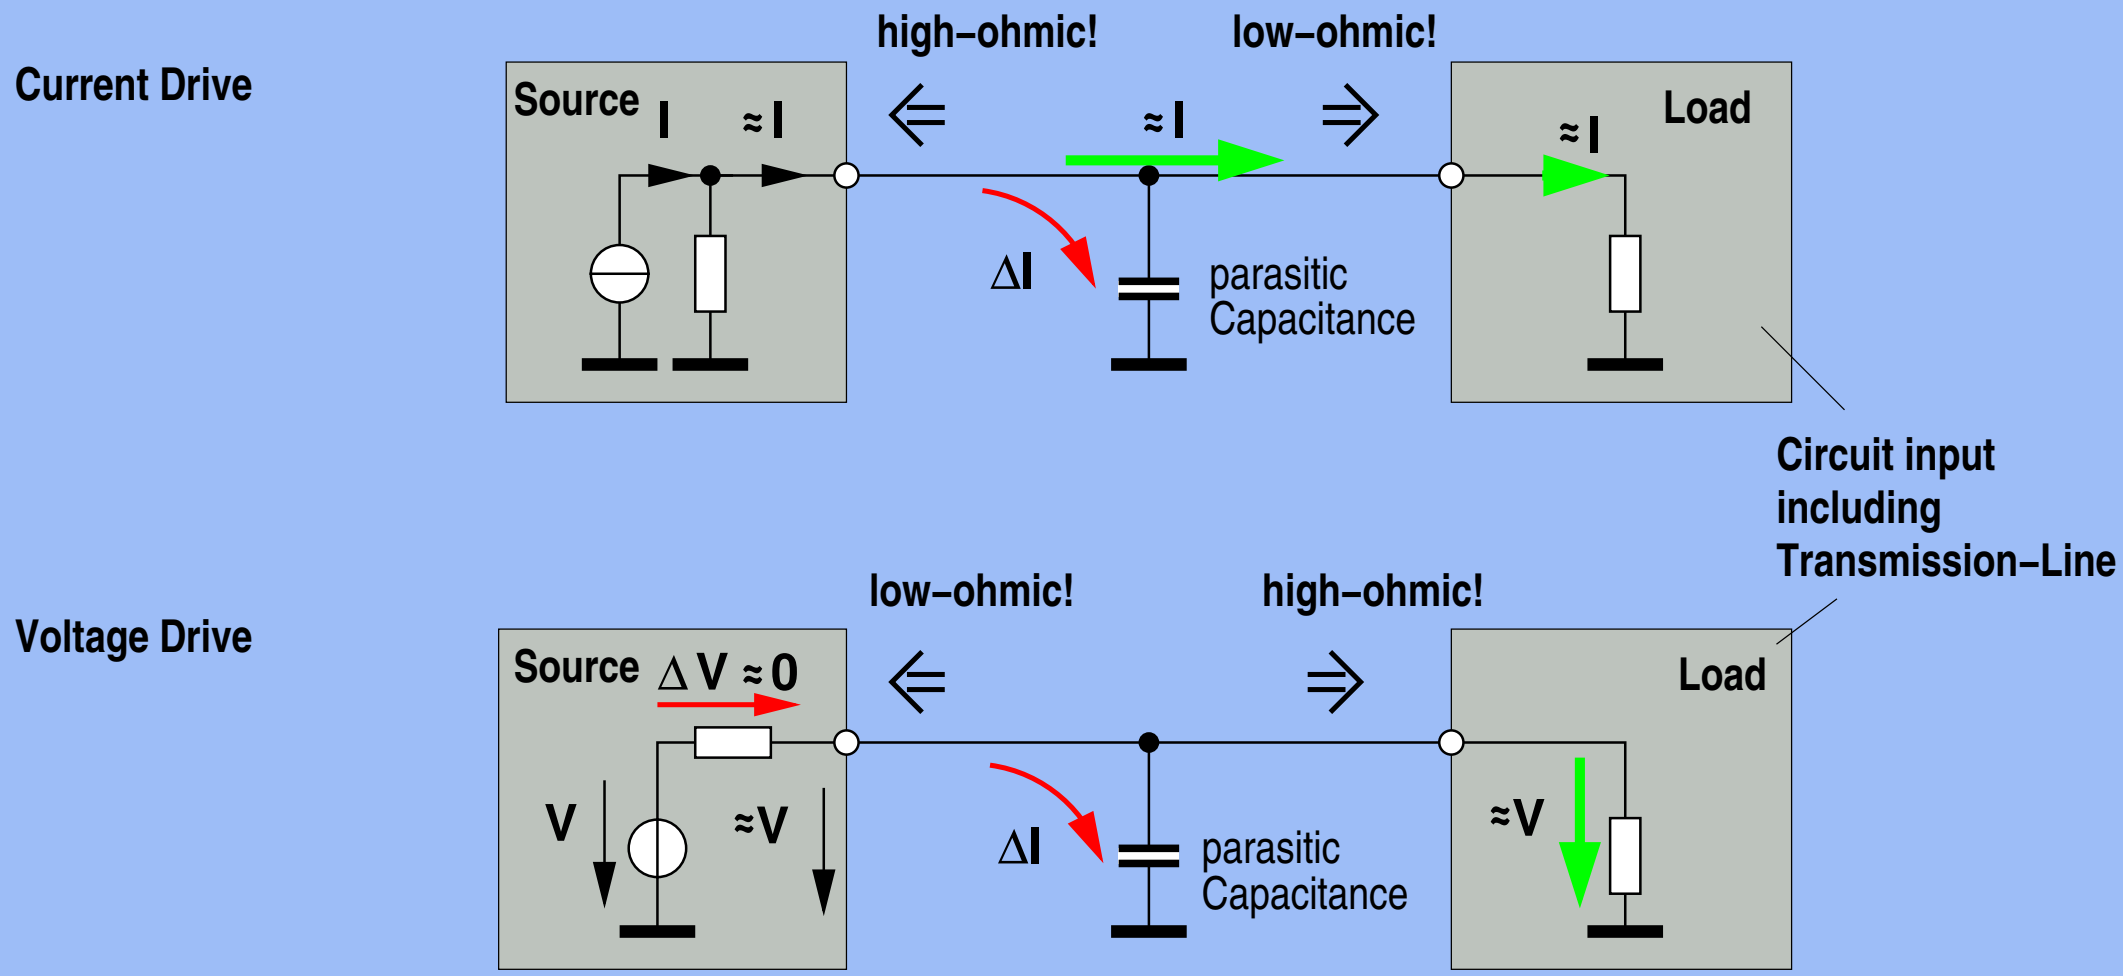 high–ohmic!
low–ohmic!
Current Drive
Source
Load
I
≈ I
≈ I
≈ I
ΔI
parasitic
Capacitance
Circuit input
including
Transmission–Line
low–ohmic!
high–ohmic!
Voltage Drive
Source
Δ V ≈ 0
Load
V
≈V
≈V
ΔI
parasitic
Capacitance